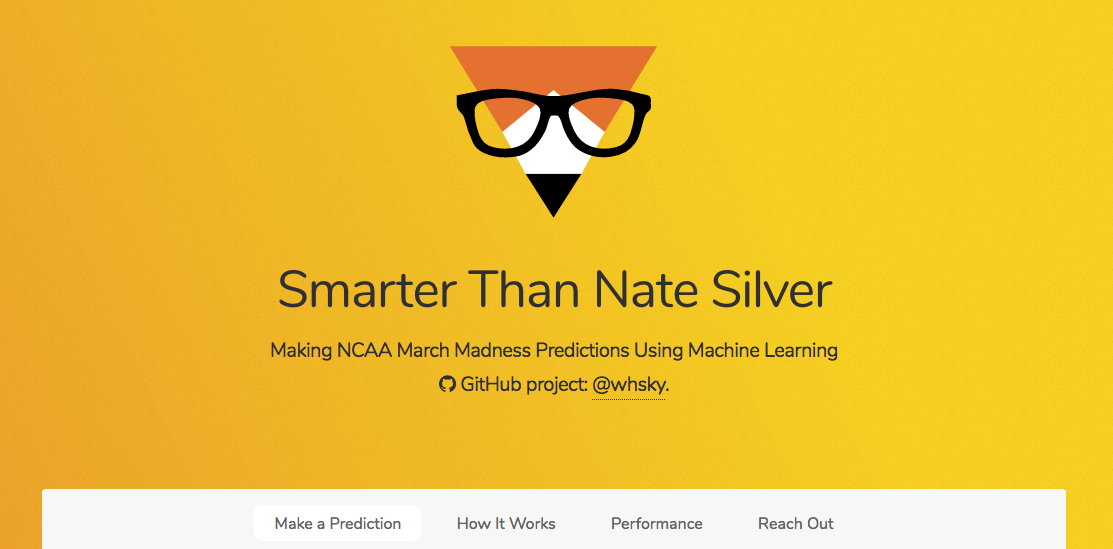 Smarter Than Nate Silver
Making NCAA March Madness Predictions Using Machine Learning
GitHub project: @whsky.
Make a Prediction How It Works Performance Reach Out